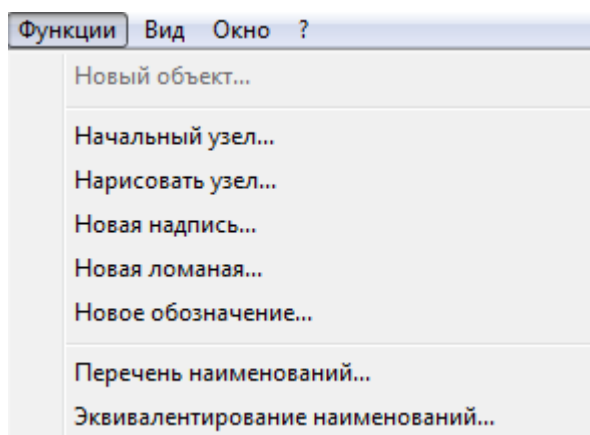 Функции Вид Окно ?
Новый объект...
Начальный узел...
Нарисовать узел...
Новая надпись...
Новая ломаная...
Новое обозначение...
Перечень наименований...
Эквивалентирование наименований...